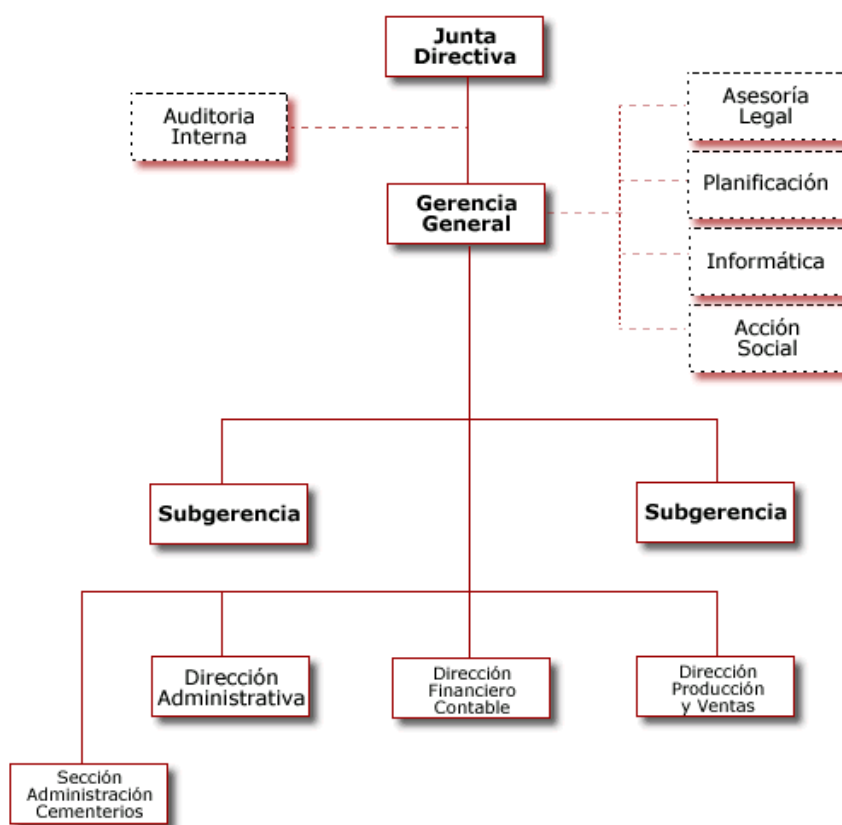 Junta
Directiva
Auditoria
Interna
Asesoría
Legal
Planificación
Gerencia
General
Informática
Acción
Social
Subgerencia
Subgerencia
Dirección
Administrativa
Dirección
Financiero
Contable
Dirección
Producción
y Ventas
Sección
Administración
Cementerios